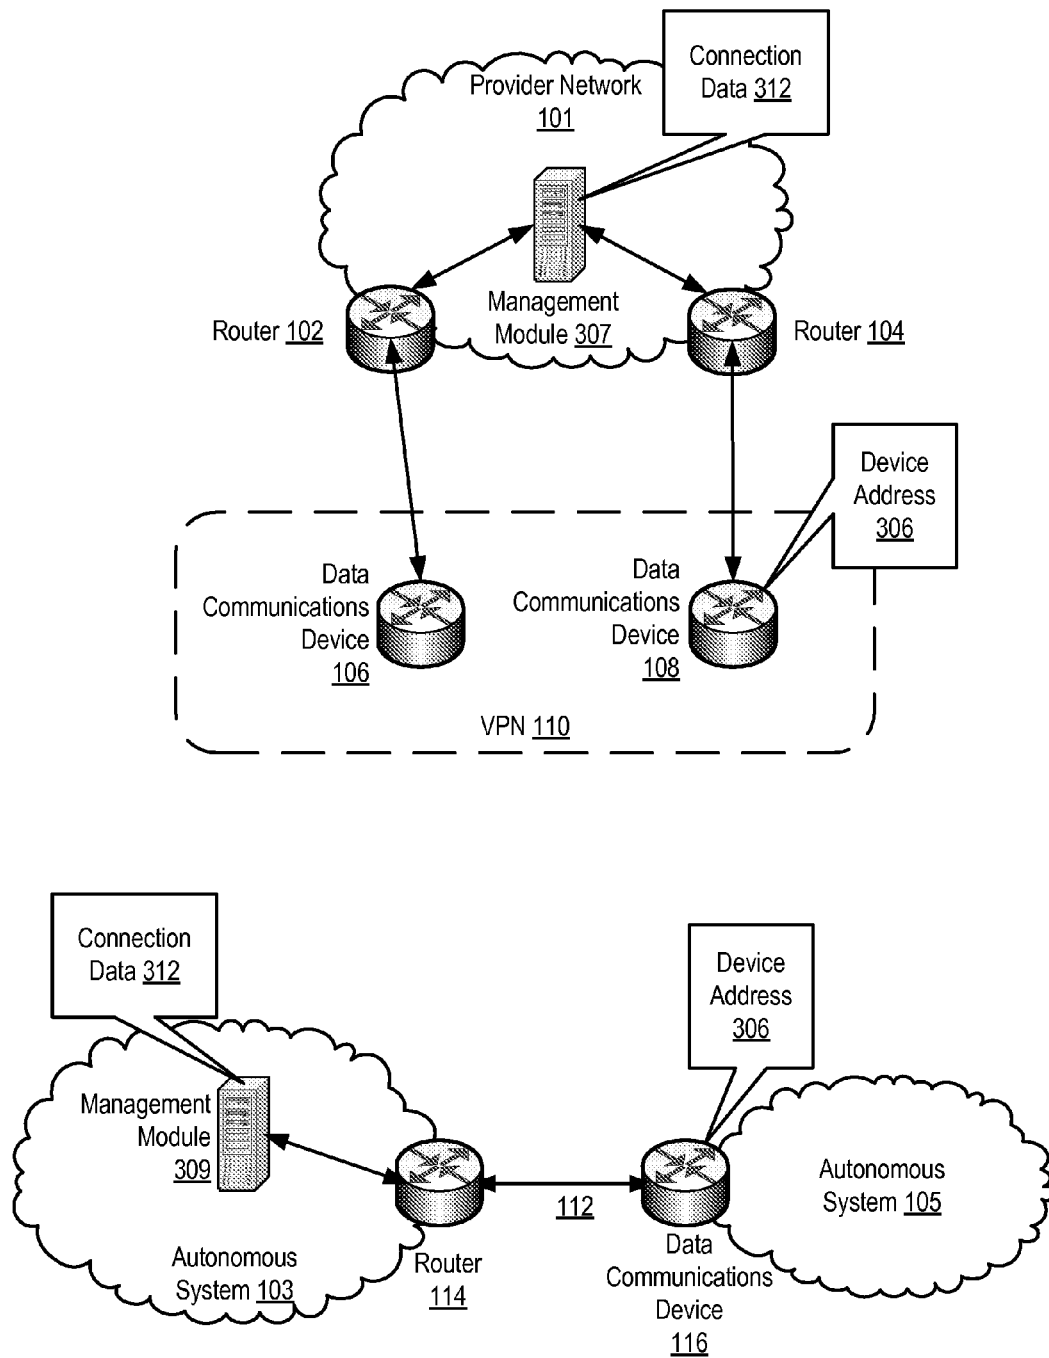 Connection
Data 312
Provider Network
101
Management
Module 307
Router 102
Router 104
Device
Address
306
Data
Communications
Device
106
Data
Communications
Device
108
VPN 110
Connection
Data 312
Device
Address
306
Management
Module
309
Autonomous
System 105
112
Autonomous
System 103
Router
114
Data
Communications
Device
116